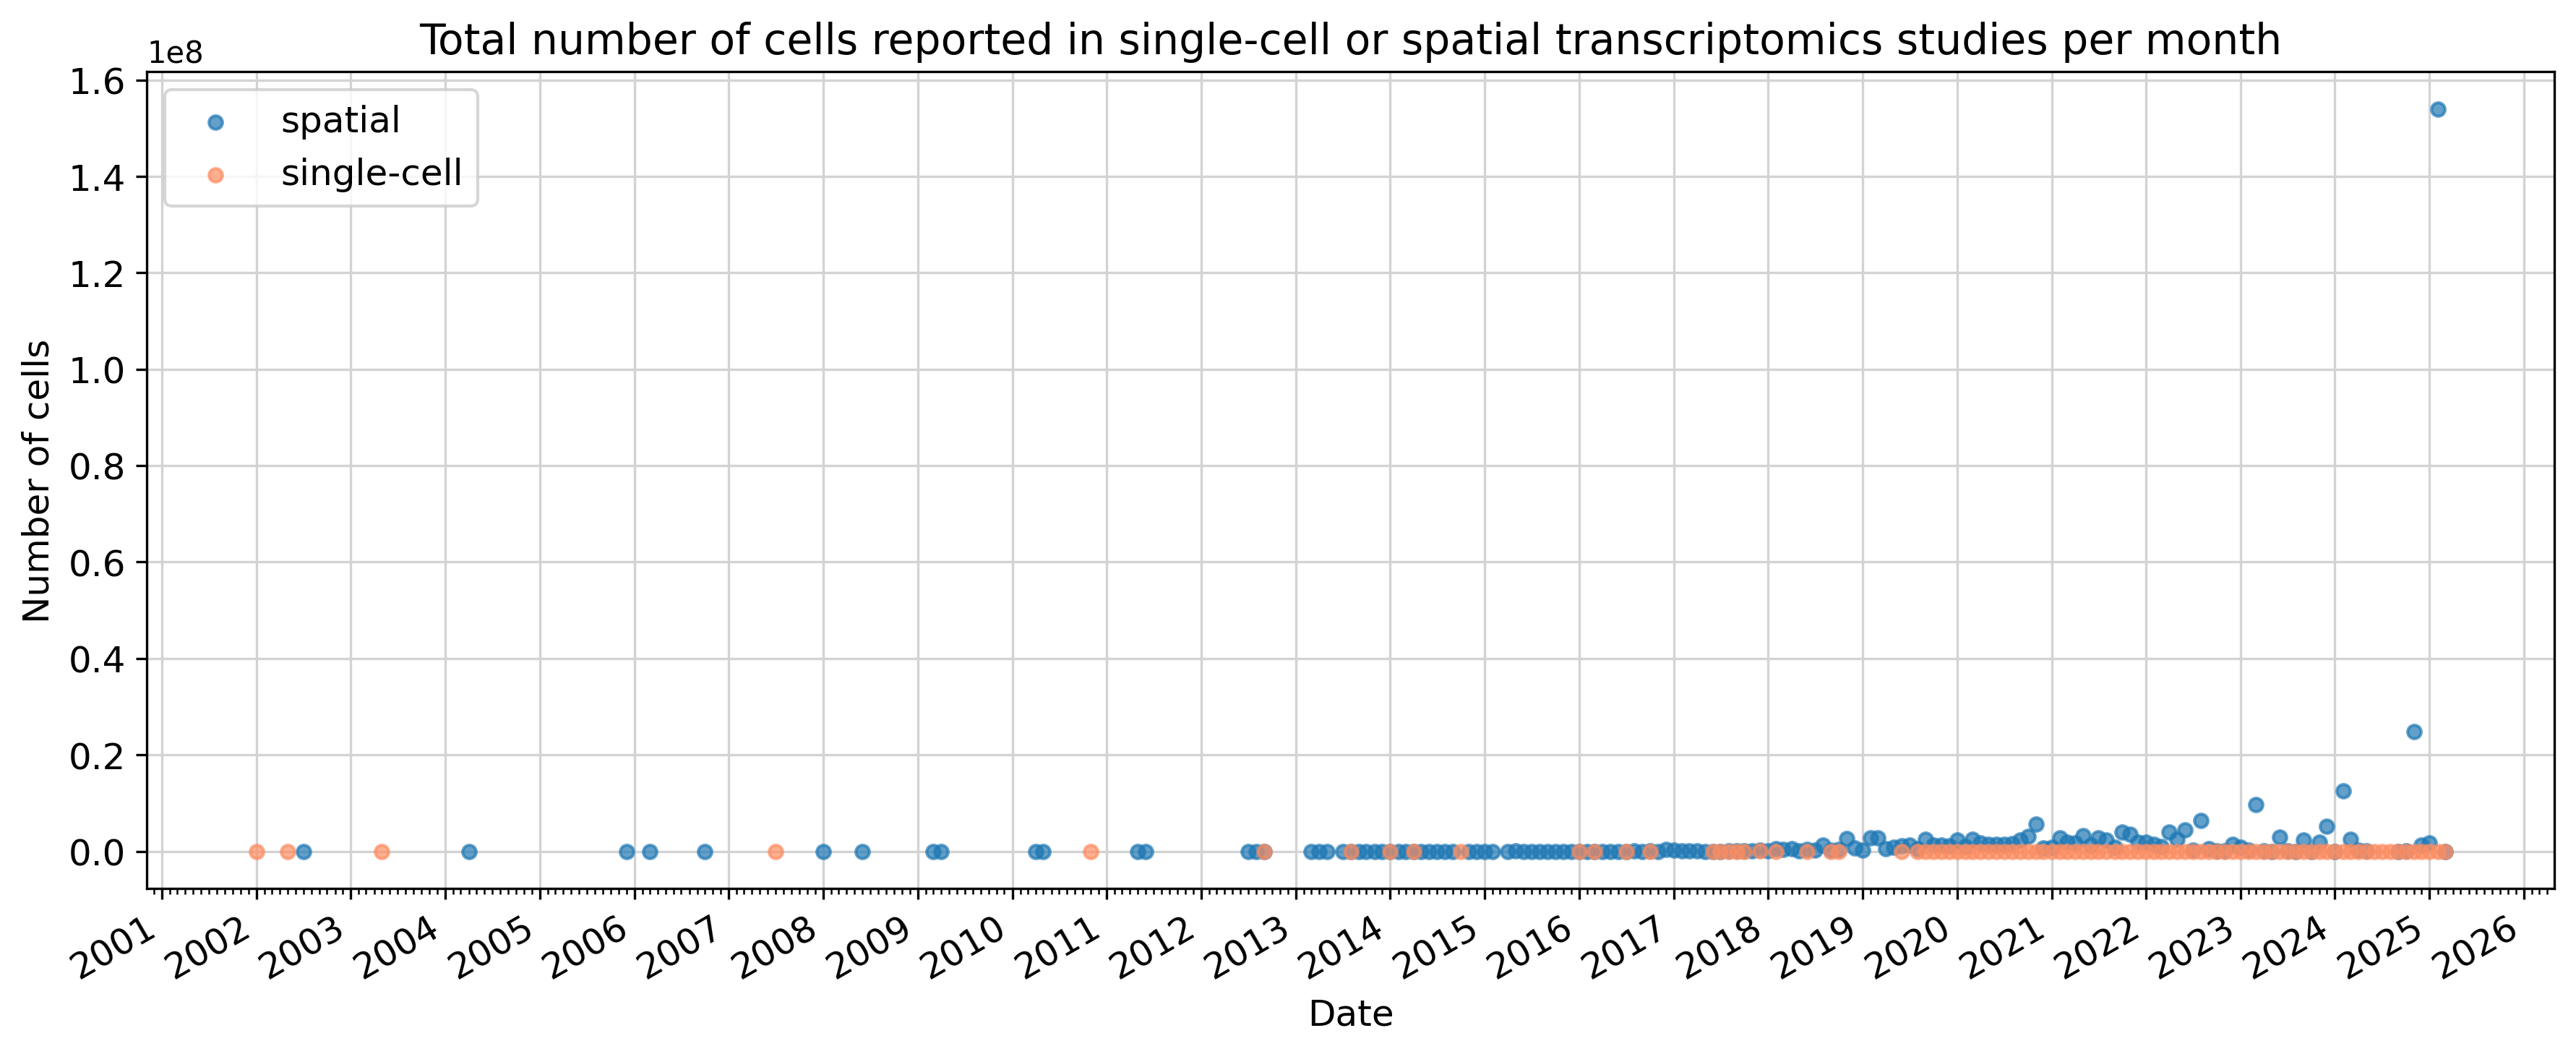 Total number of cells reported in single-cell or spatial transcriptomics studies per month
1e8
1.6
1.4
1.2
1.0
0.8
0.6
0.4
0.2
0.0
Number of cells
spatial
single-cell
2001 2002 2003 2004 2005 2006 2007 2008 2009 2010 2011 2012 2013 2014 2015 2016 2017 2018 2019 2020 2021 2022 2023 2024 2025 2026
Date